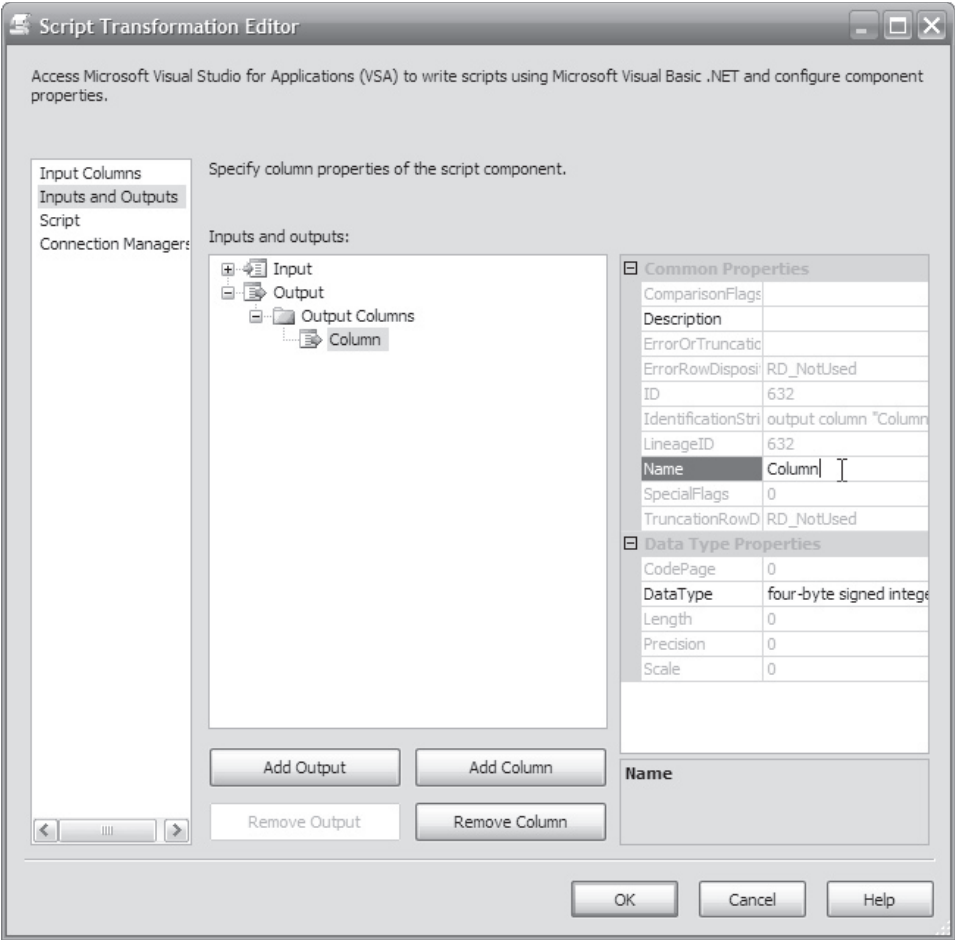 Script Transformation Editor
Access Microsoft Visual Studio for Applications (VSA) to write scripts using Microsoft Visual Basic .NET and configure component
properties.
Input Columns
Inputs and Outputs
Script
Connection Managers
Specify column properties of the script component.
Inputs and outputs:
Input
Output
Output Columns
Column
Common Properties
ComparisonFlags
Description
ErrorOrTruncatio
ErrorRowDisposi RD_NotUsed
ID 632
IdentificationStri output column "Column
LineageID 632
Name Column
SpecialFlags 0
TruncationRowD RD_NotUsed
Data Type Properties
CodePage 0
DataType four-byte signed intege
Length 0
Precision 0
Scale 0
Add Output Add Column
Remove Output Remove Column
Name
OK Cancel Help